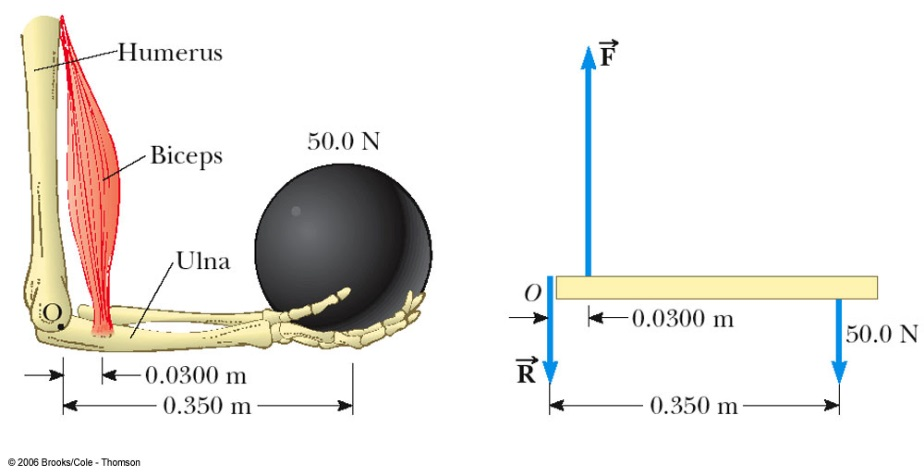 Humerus
50.0 N
Biceps
Ulna
O
0.0300 m
0.350 m
F
O
0.0300 m
50.0 N
R
0.350 m
© 2006 Brooks/Cole - Thomson